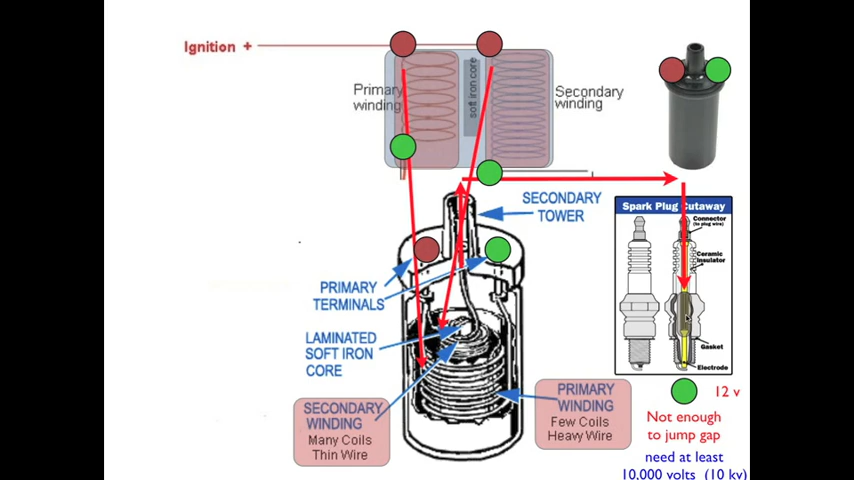 Ignition +
Primary
winding
soft iron core
Secondary
winding
SECONDARY
TOWER
Spark Plug Cutaway
Connector
(to plug wire)
Ceramic
Insulator
Gasket
Electrode
PRIMARY
TERMINALS
LAMINATED
SOFT IRON
CORE
SECONDARY
WINDING
Many Coils
Thin Wire
PRIMARY
WINDING
Few Coils
Heavy Wire
12 v
Not enough
to jump gap
need at least
10,000 volts (10 kv)